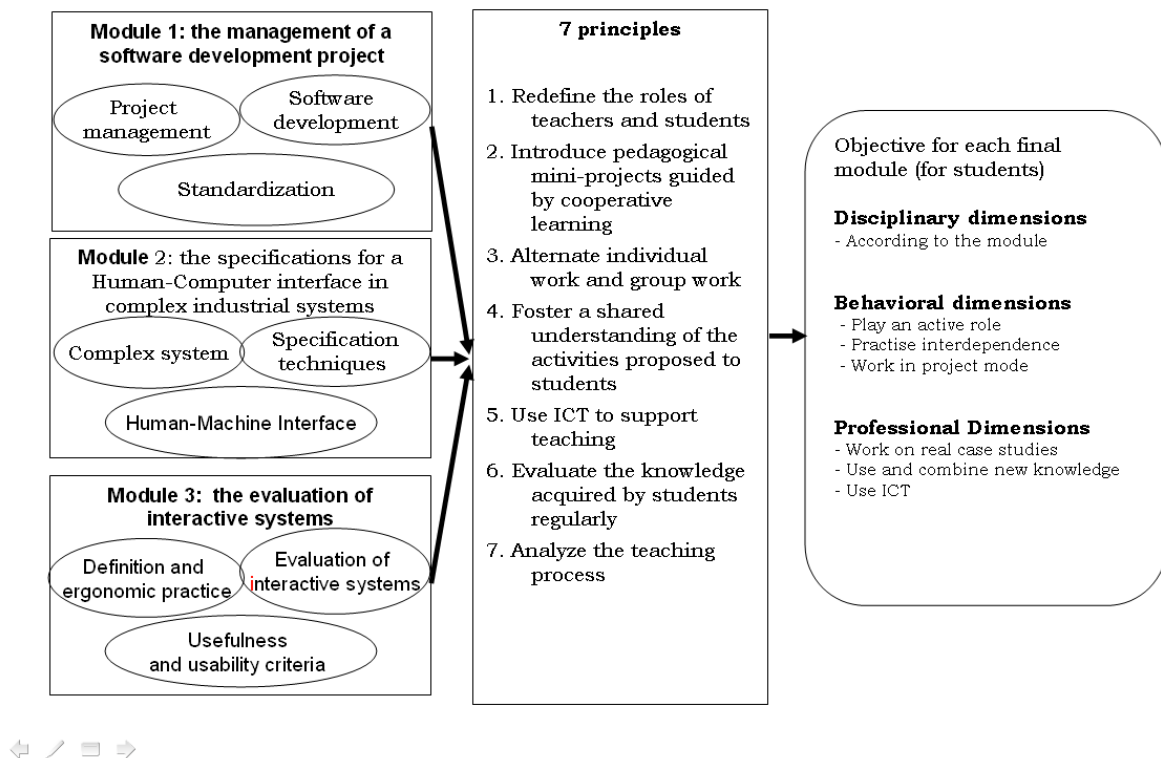 Module 1: the management of a
software development project
Project
management
Software
development
Standardization
Module 2: the specifications for a
Human-Computer interface in
complex industrial systems
Complex system
Specification
techniques
Human-Machine Interface
Module 3: the evaluation of
interactive systems
Definition and
ergonomic practice
Evaluation of
interactive systems
Usefulness
and usability criteria
7 principles
1. Redefine the roles of
teachers and students
2. Introduce pedagogical
mini-projects guided
by cooperative
learning
3. Alternate individual
work and group work
4. Foster a shared
understanding of the
activities proposed to
students
5. Use ICT to support
teaching
6. Evaluate the knowledge
acquired by students
regularly
7. Analyze the teaching
process
Objective for each final
module (for students)
Disciplinary dimensions
- According to the module
Behavioral dimensions
- Play an active role
- Practise interdependence
- Work in project mode
Professional Dimensions
- Work on real case studies
- Use and combine new knowledge
- Use ICT